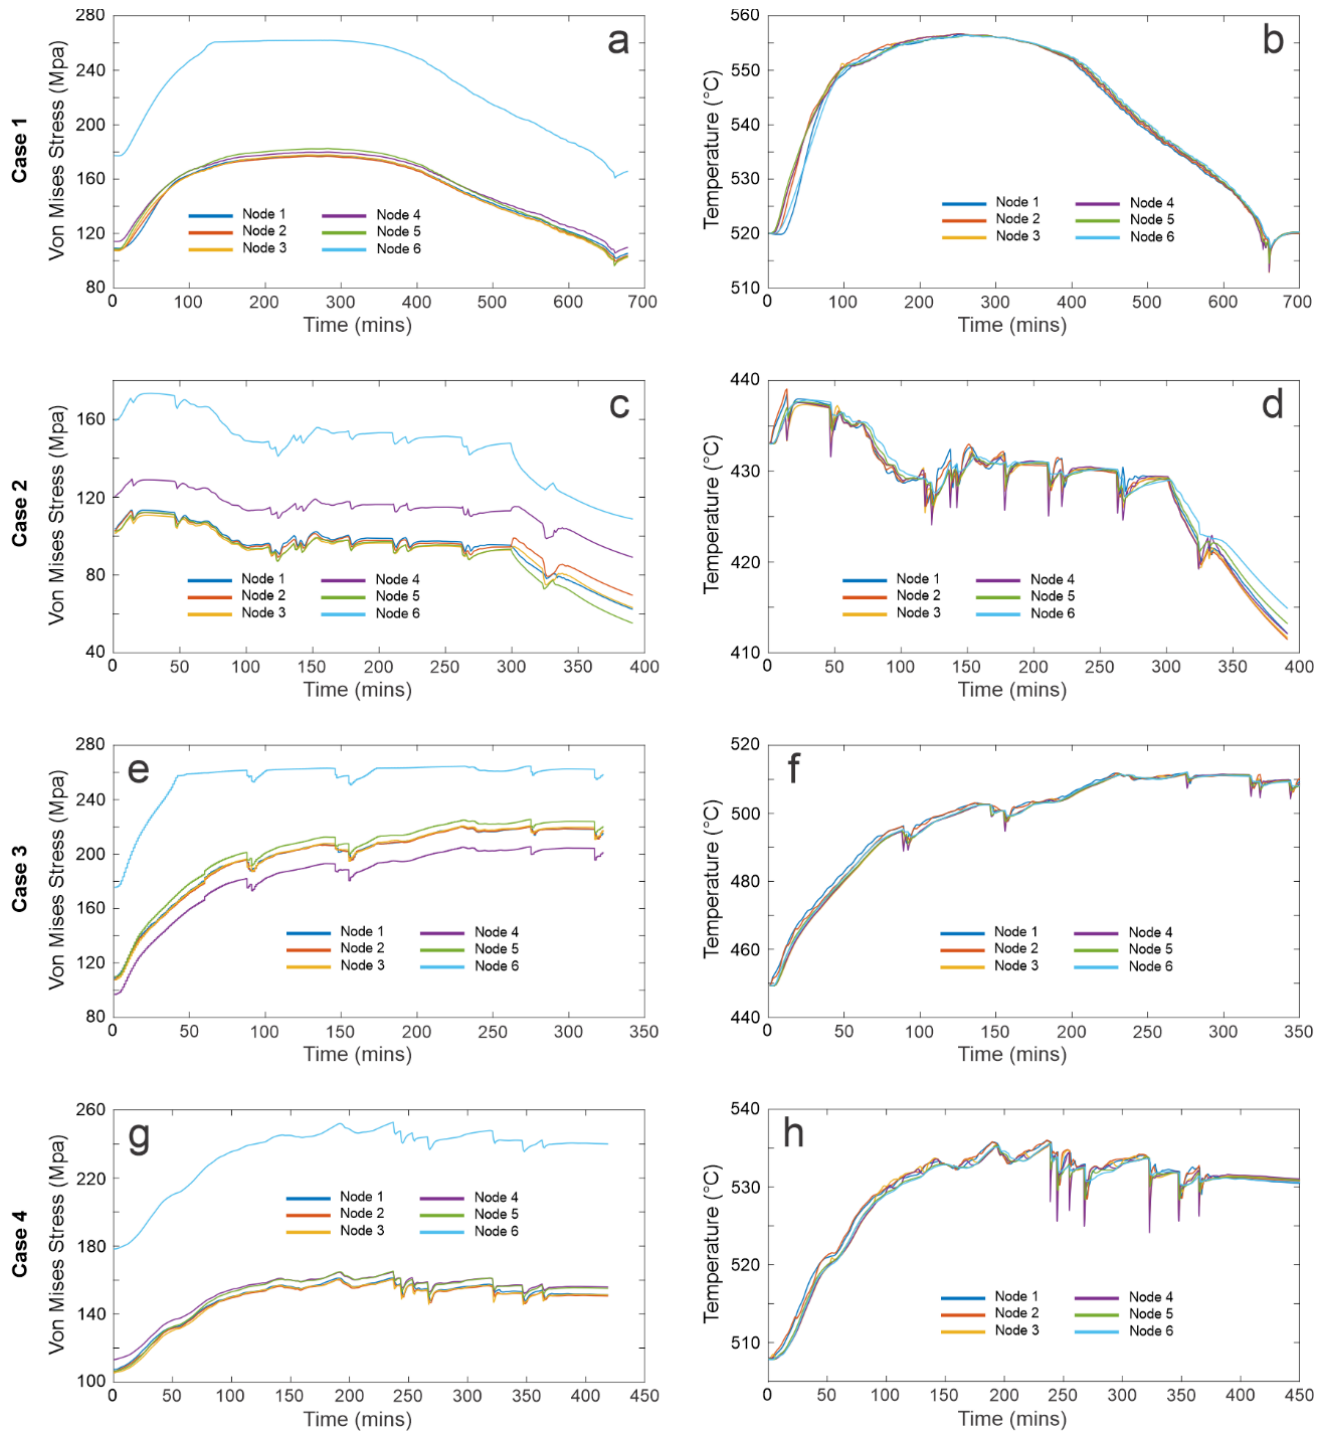 Case 1
Von Mises Stress (Mpa)
280
240
200
160
120
80
a
Node 1
Node 2
Node 3
Node 4
Node 5
Node 6
0 100 200 300 400 500 600 700
Time (mins)
Temperature (°C)
560
550
540
530
520
510
b
Node 1
Node 2
Node 3
Node 4
Node 5
Node 6
0 100 200 300 400 500 600 700
Time (mins)
Case 2
Von Mises Stress (Mpa)
160
120
80
40
c
Node 1
Node 2
Node 3
Node 4
Node 5
Node 6
0 50 100 150 200 250 300 350 400
Time (mins)
Temperature (°C)
440
430
420
410
d
Node 1
Node 2
Node 3
Node 4
Node 5
Node 6
0 50 100 150 200 250 300 350 400
Time (mins)
Case 3
Von Mises Stress (Mpa)
280
240
200
160
120
80
e
Node 1
Node 2
Node 3
Node 4
Node 5
Node 6
0 50 100 150 200 250 300 350
Time (mins)
Temperature (°C)
520
500
480
460
440
f
Node 1
Node 2
Node 3
Node 4
Node 5
Node 6
0 50 100 150 200 250 300 350
Time (mins)
Case 4
Von Mises Stress (Mpa)
260
220
180
140
100
g
Node 1
Node 2
Node 3
Node 4
Node 5
Node 6
0 50 100 150 200 250 300 350 400 450
Time (mins)
Temperature (°C)
540
530
520
510
h
Node 1
Node 2
Node 3
Node 4
Node 5
Node 6
0 50 100 150 200 250 300 350 400 450
Time (mins)